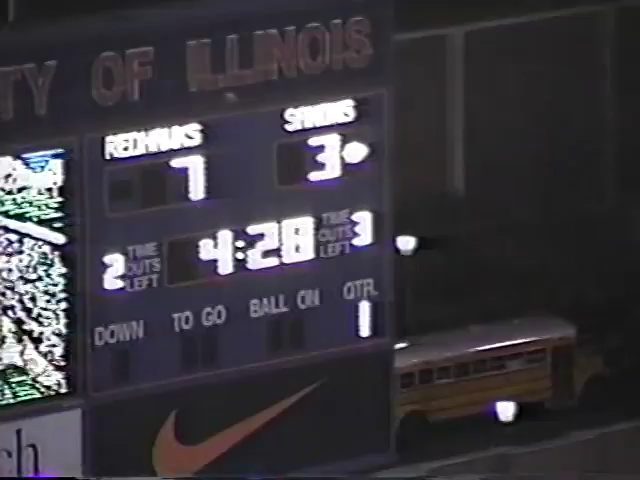 TY OF ILLINOIS
REDHAWKS
7 3
4:28
2 TIME OUTS LEFT
TIME OUTS LEFT 3
DOWN TO GO BALL ON QTR.
1
ch